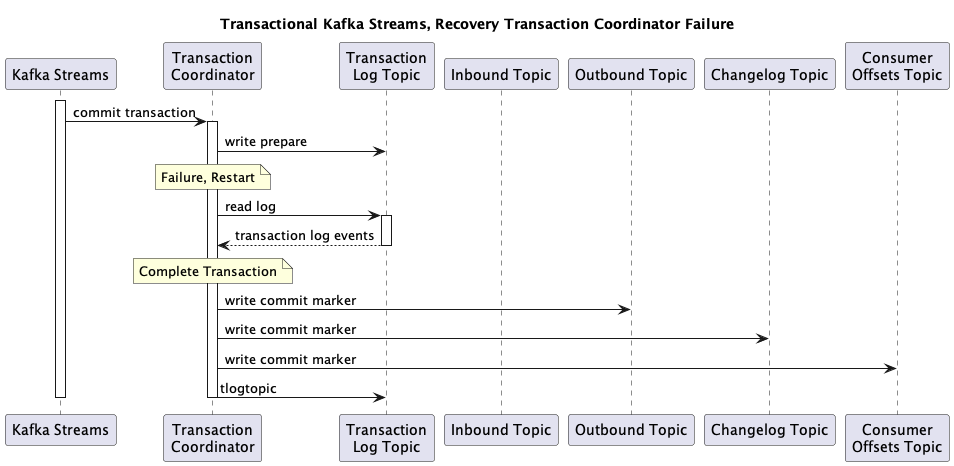 Transactional Kafka Streams, Recovery Transaction Coordinator Failure
Kafka Streams
Transaction
Coordinator
Transaction
Log Topic
Inbound Topic
Outbound Topic
Changelog Topic
Consumer
Offsets Topic
commit transaction
write prepare
Failure, Restart
read log
transaction log events
Complete Transaction
write commit marker
write commit marker
write commit marker
tlogtopic
Kafka Streams
Transaction
Coordinator
Transaction
Log Topic
Inbound Topic
Outbound Topic
Changelog Topic
Consumer
Offsets Topic